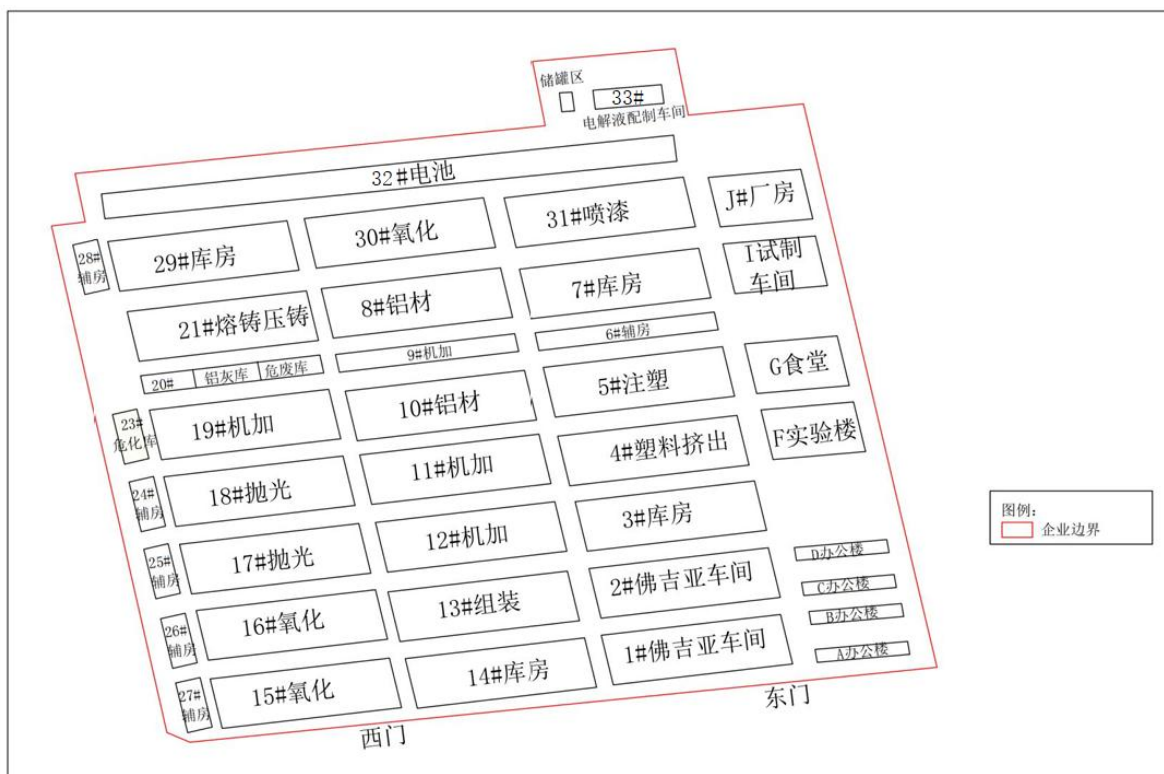 储罐区
33#
电解液配制车间
32#电池
J#厂房
31#喷漆
30#氧化
29#库房
28#
辅房
I试制
车间
7#库房
8#铝材
21#熔铸压铸
6#辅房
9#机加
20#
铝灰库
危废库
G食堂
5#注塑
10#铝材
19#机加
23#
危化库
F实验楼
4#塑料挤出
11#机加
18#抛光
24#
辅房
图例：
企业边界
3#库房
12#机加
17#抛光
25#
辅房
D办公楼
C办公楼
2#佛吉亚车间
13#组装
16#氧化
26#
辅房
B办公楼
A办公楼
1#佛吉亚车间
14#库房
15#氧化
27#
辅房
东门
西门